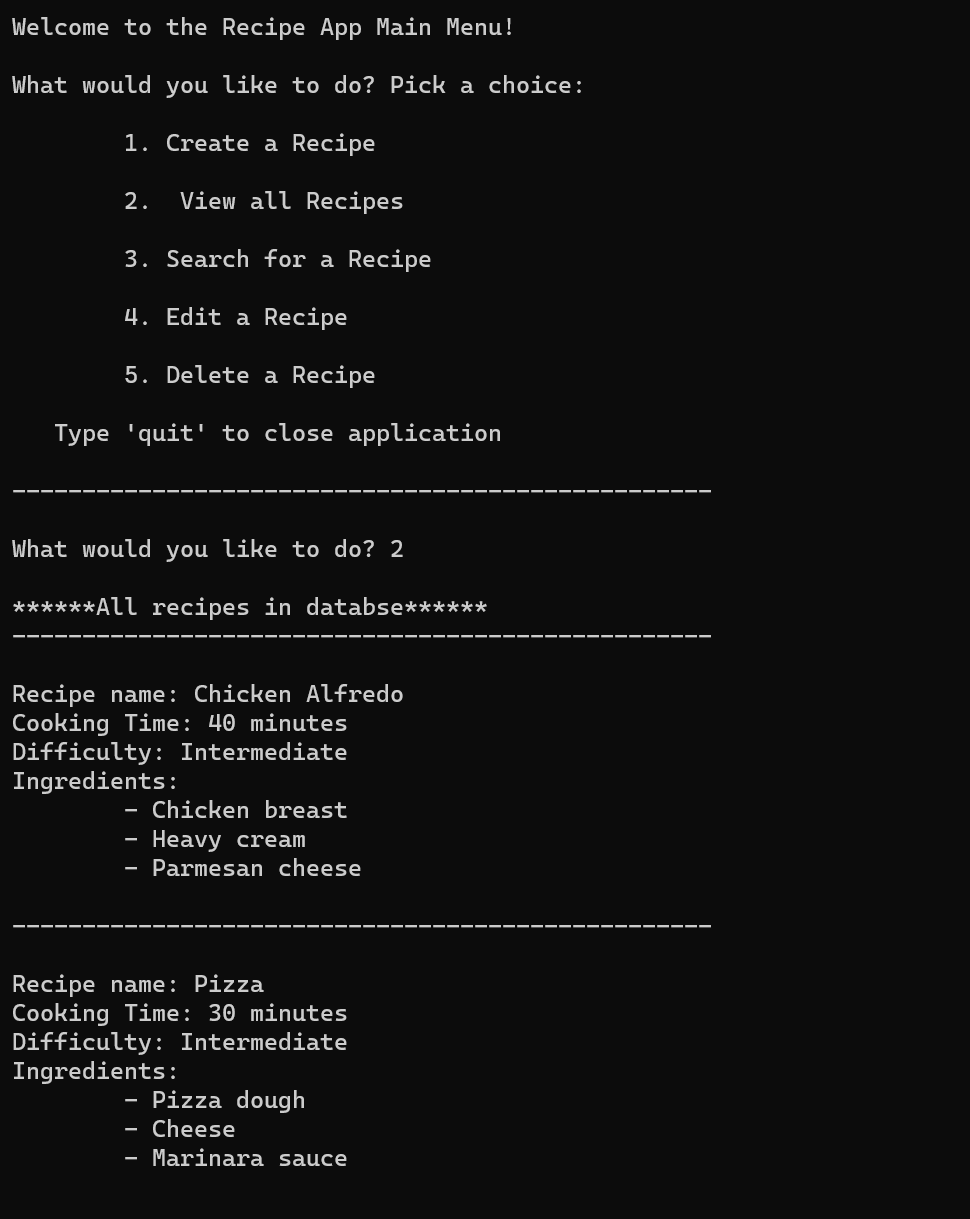 Welcome to the Recipe App Main Menu!
What would you like to do? Pick a choice:
1. Create a Recipe
2.  View all Recipes
3. Search for a Recipe
4. Edit a Recipe
5. Delete a Recipe
Type 'quit' to close application
--------------------------------------------------
What would you like to do? 2
******All recipes in databse******
--------------------------------------------------
Recipe name: Chicken Alfredo
Cooking Time: 40 minutes
Difficulty: Intermediate
Ingredients:
- Chicken breast
- Heavy cream
- Parmesan cheese
--------------------------------------------------
Recipe name: Pizza
Cooking Time: 30 minutes
Difficulty: Intermediate
Ingredients:
- Pizza dough
- Cheese
- Marinara sauce